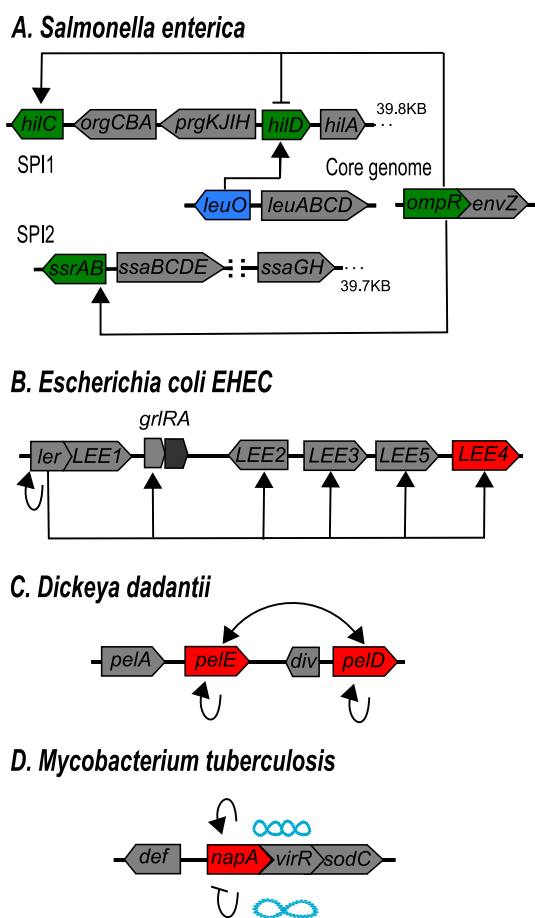 A. Salmonella enterica
hilC orgCBA prgKJIH hilD hilA 39.8KB
SPI1
Core genome
leuO leuABCD ompR envZ
SPI2
ssrAB ssaBCDE ssaGH
39.7KB
B. Escherichia coli EHEC
grlRA
ler LEE1 LEE2 LEE3 LEE5 LEE4
C. Dickeya dadantii
pelA pelE div pelD
D. Mycobacterium tuberculosis
def napA virR sodC